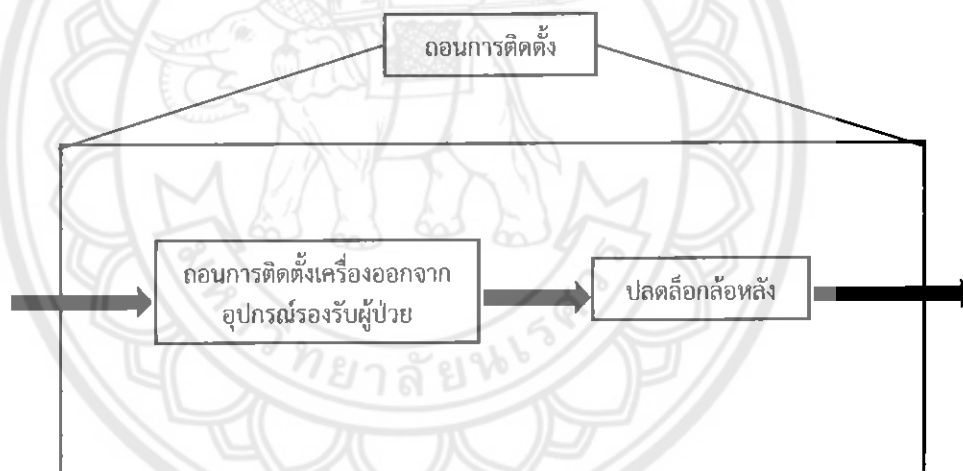 ถอนการติดตั้ง
ถอนการติดตั้งเครื่องออกจาก
อุปกรณ์รองรับผู้ป่วย
ปลดล็อกล้อหลัง